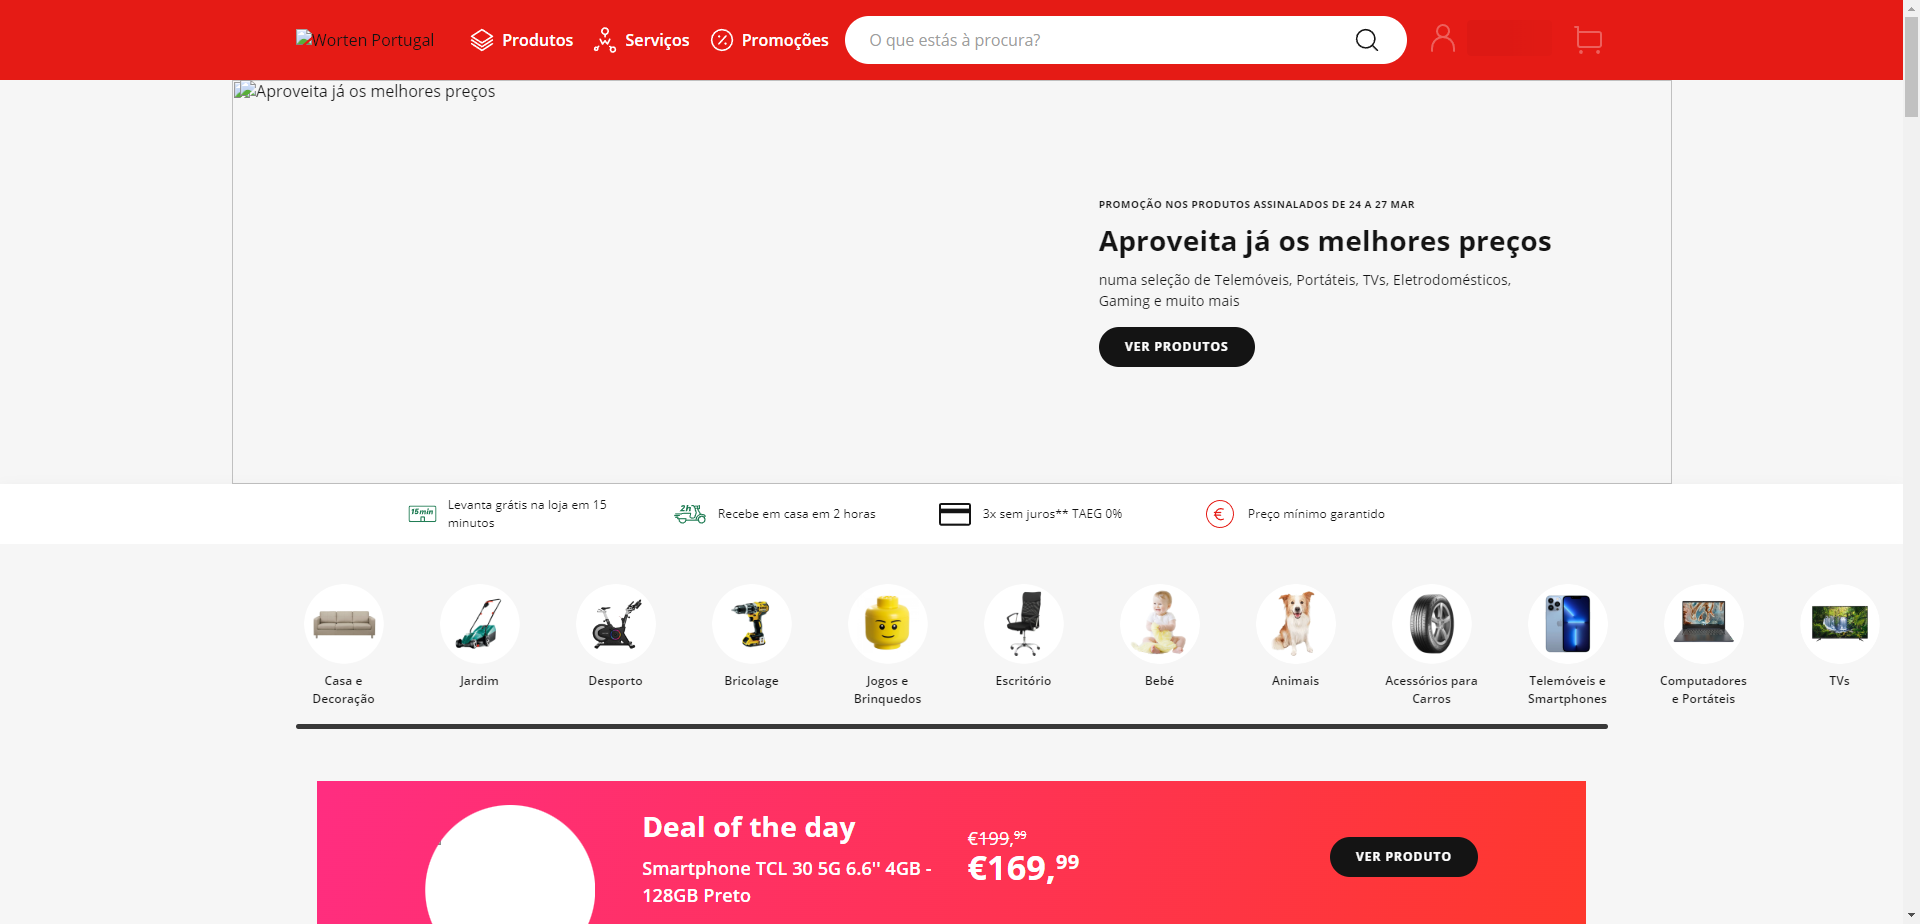 Worten Portugal
Produtos
Serviços
Promoções
O que estás à procura?
Aproveita já os melhores preços
PROMOÇÃO NOS PRODUTOS ASSINALADOS DE 24 A 27 MAR
Aproveita já os melhores preços
numa seleção de Telemóveis, Portáteis, TVs, Eletrodomésticos,
Gaming e muito mais
VER PRODUTOS
15min
Levanta grátis na loja em 15
minutos
2h
Recebe em casa em 2 horas
3x sem juros** TAEG 0%
€
Preço mínimo garantido
Casa e
Decoração
Jardim
Desporto
Bricolage
Jogos e
Brinquedos
Escritório
Bebé
Animais
Acessórios para
Carros
Telemóveis e
Smartphones
Computadores
e Portáteis
TVs
Deal of the day
Smartphone TCL 30 5G 6.6'' 4GB -
128GB Preto
€199,99
€169,99
VER PRODUTO